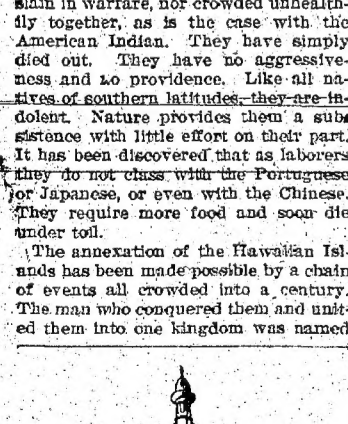 slain in warfare, nor crowded unhealth-
ily together, as is the case with the
American Indian. They have simply
died out. They have no aggressive-
ness and no providence. Like all na-
tives of southern latitudes, they are in-
dolent. Nature provides them a sub-
sistence with little effort on their part.
It has been discovered that as laborers
they do not class with the Portuguese
or Japanese, or even with the Chinese.
They require more food and soon die
under toil.
The annexation of the Hawaiian Isl-
ands has been made possible by a chain
of events all crowded into a century.
The man who conquered them and unit-
ed them into one kingdom was named